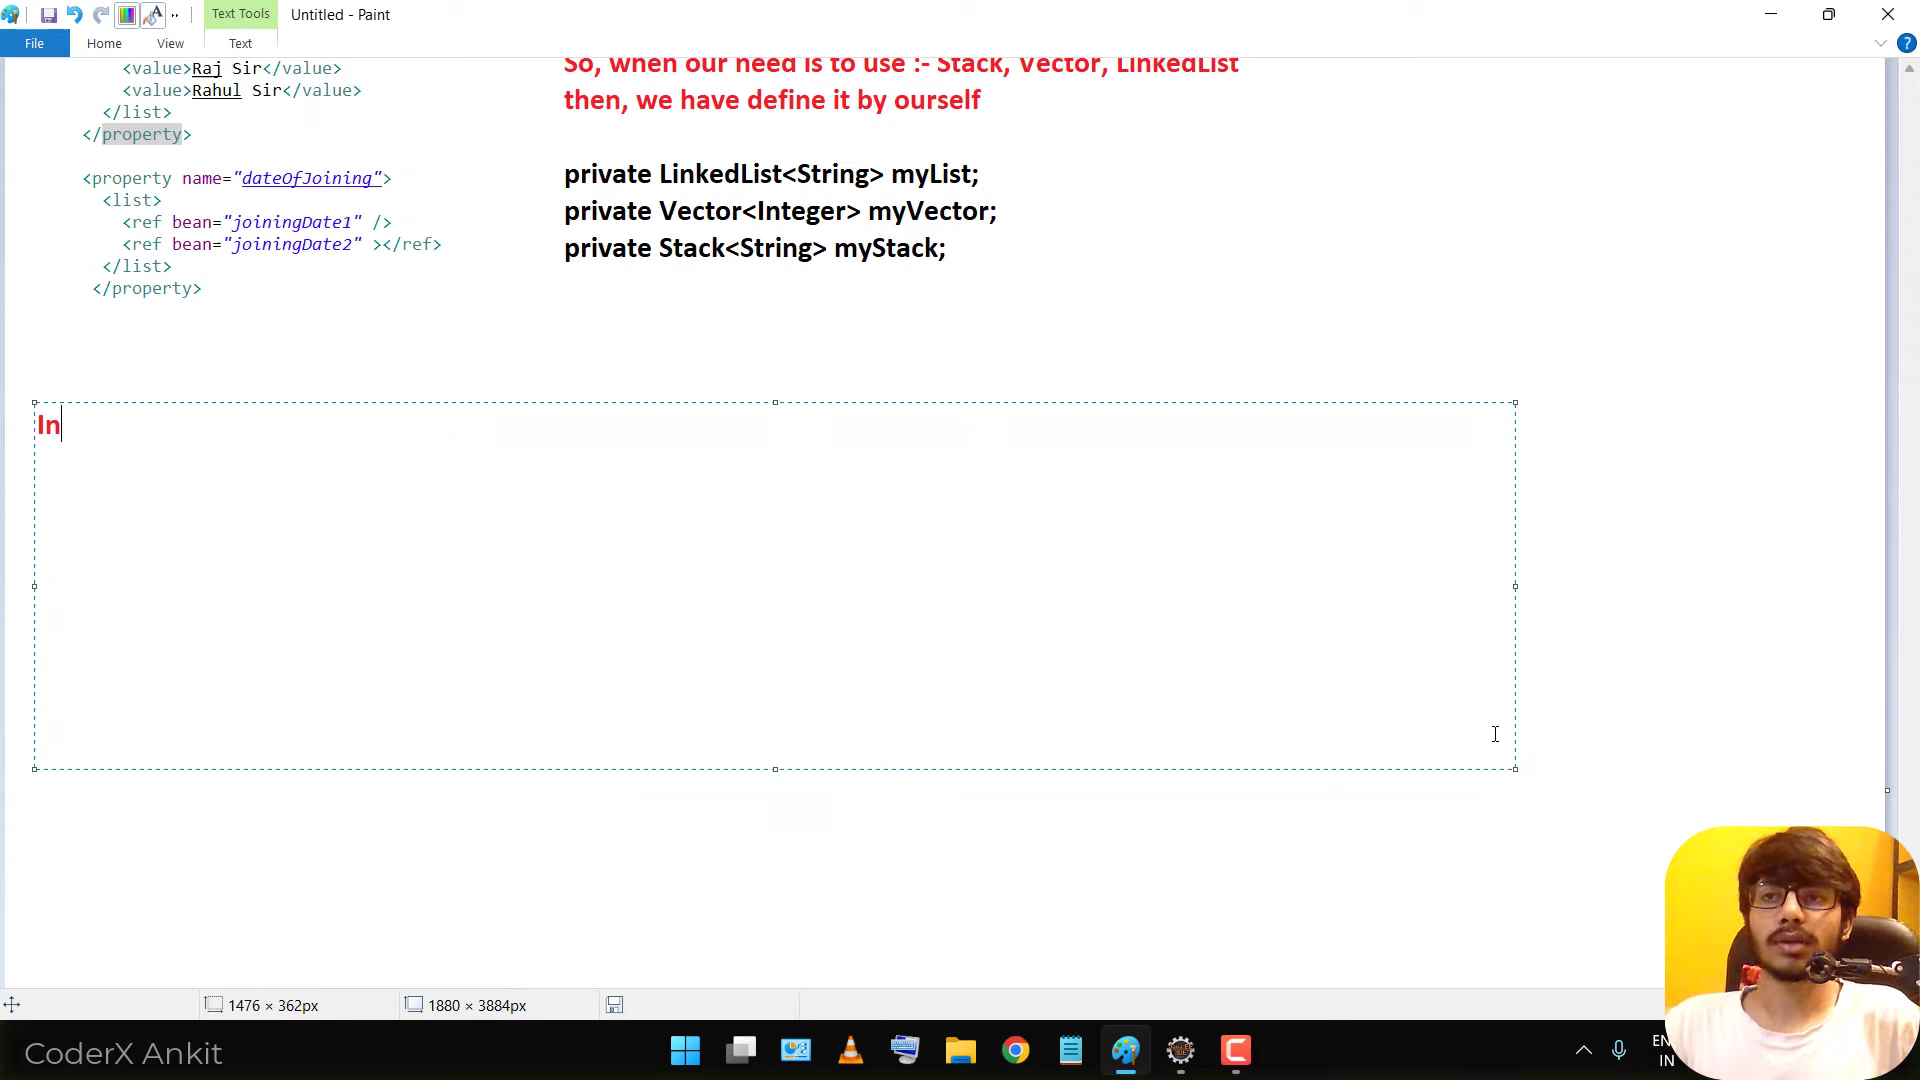 Text Tools
Untitled - Paint
File
Home
View
Text
?
<value>Raj Sir</value>
<value>Rahul Sir</value>
</list>
</property>
<property name="dateOfJoining">
<list>
<ref bean="joiningDate1" />
<ref bean="joiningDate2" ></ref>
</list>
</property>
So, when our need is to use :- Stack, Vector, LinkedList
then, we have define it by ourself
private LinkedList<String> myList;
private Vector<Integer> myVector;
private Stack<String> myStack;
In
1476 × 362px
1880 × 3884px
CoderX Ankit
IN